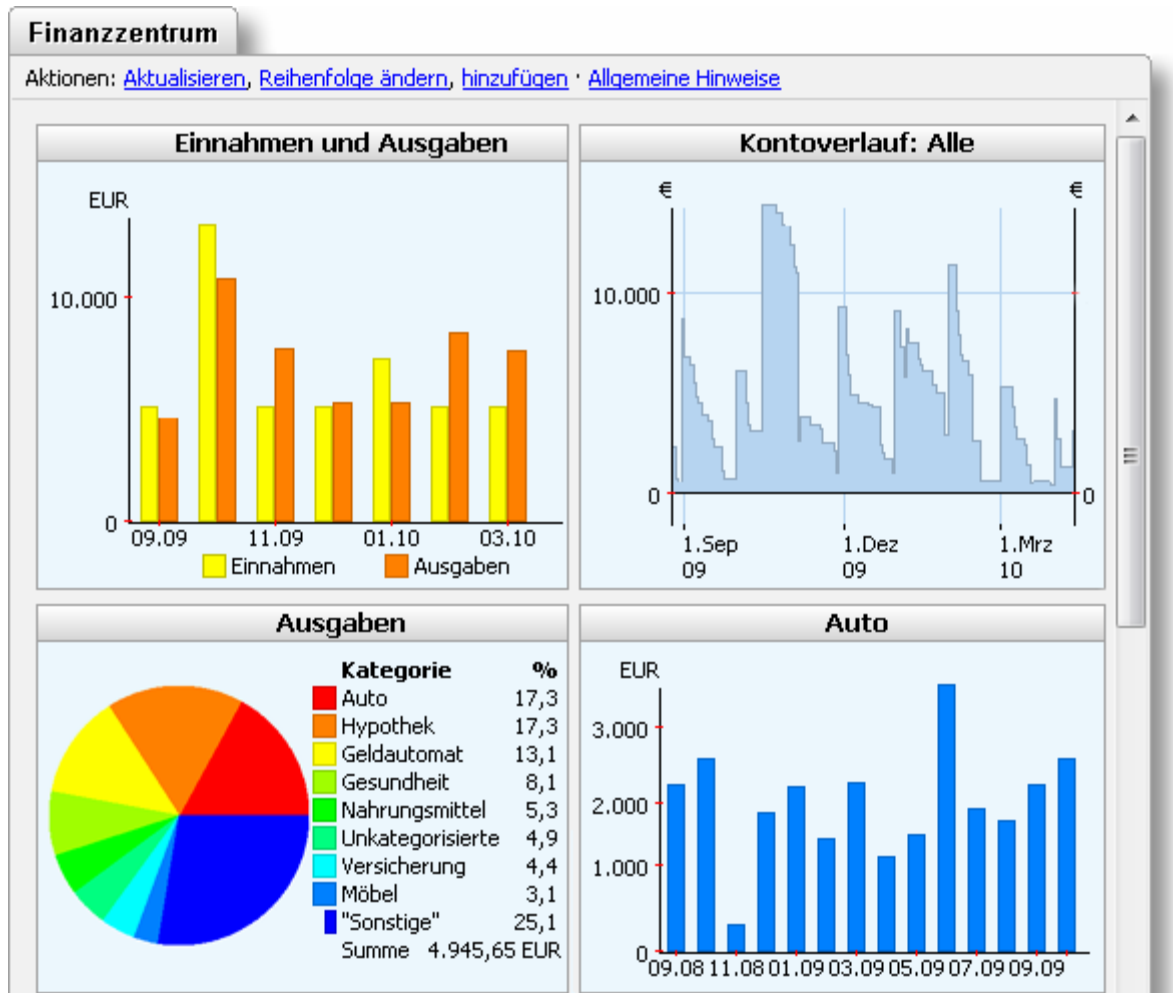 Finanzzentrum
Aktionen: Aktualisieren, Reihenfolge ändern, hinzufügen · Allgemeine Hinweise
Einnahmen und Ausgaben
EUR
10.000
0
09.09 11.09 01.10 03.10
Einnahmen Ausgaben
Kontoverlauf: Alle
€ €
10.000
0 0
1.Sep 1.Dez 1.Mrz
09 09 10
Ausgaben
Kategorie %
Auto 17,3
Hypothek 17,3
Geldautomat 13,1
Gesundheit 8,1
Nahrungsmittel 5,3
Unkategorisierte 4,9
Versicherung 4,4
Möbel 3,1
"Sonstige" 25,1
Summe 4.945,65 EUR
Auto
EUR
3.000
2.000
1.000
0
09.08 11.08 01.09 03.09 05.09 07.09 09.09